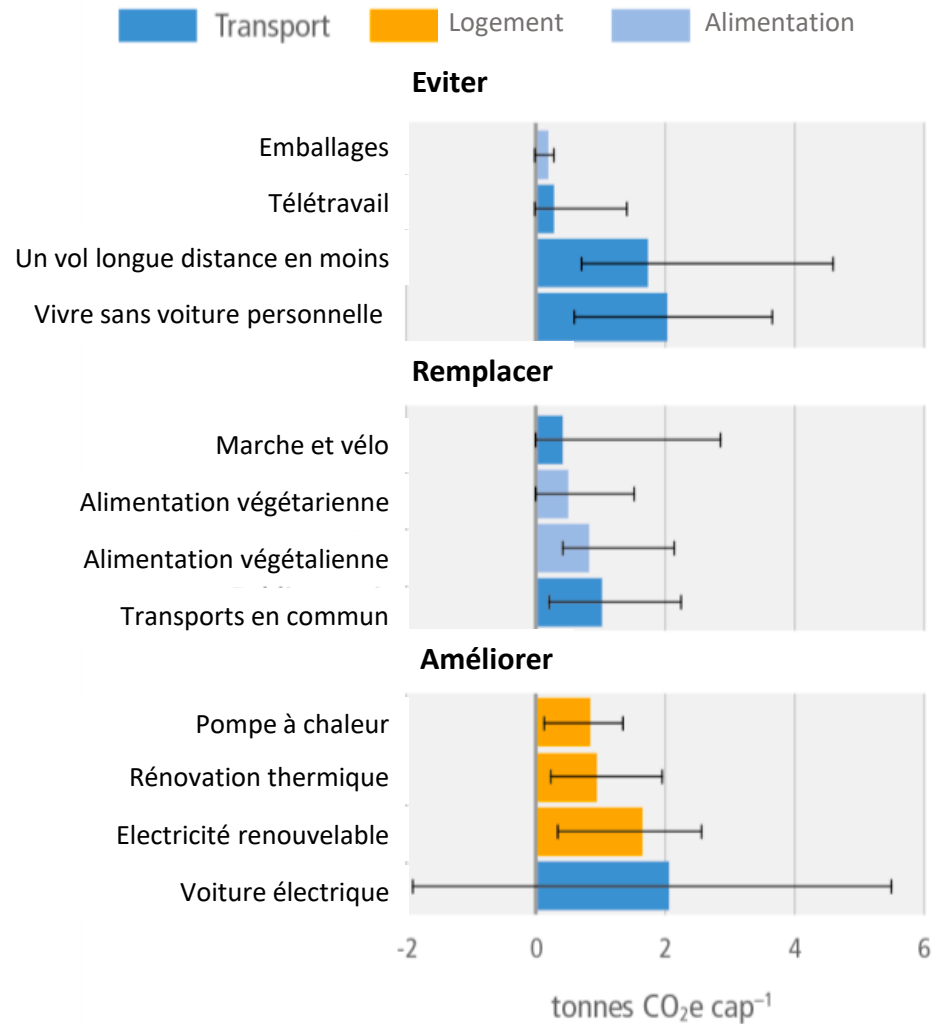 Transport Logement Alimentation
Eviter
Emballages
Télétravail
Un vol longue distance en moins
Vivre sans voiture personnelle
Remplacer
Marche et vélo
Alimentation végétarienne
Alimentation végétalienne
Transports en commun
Améliorer
Pompe à chaleur
Rénovation thermique
Electricité renouvelable
Voiture électrique
-2 0 2 4 6
tonnes CO₂e cap⁻¹